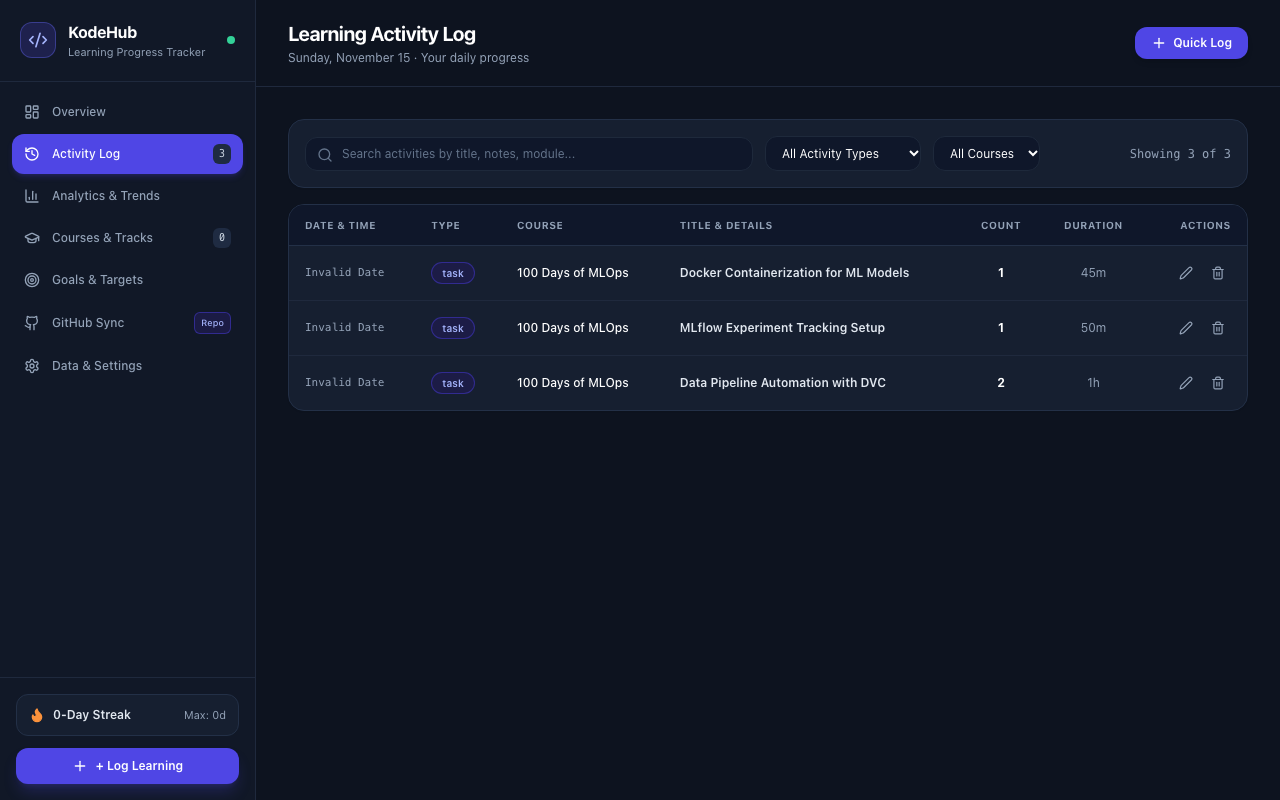 KodeHub
Learning Progress Tracker
Overview
Activity Log 3
Analytics & Trends
Courses & Tracks 0
Goals & Targets
GitHub Sync Repo
Data & Settings
0-Day Streak Max: 0d
+ Log Learning
Learning Activity Log
Sunday, November 15 · Your daily progress
Quick Log
Search activities by title, notes, module...
All Activity Types
All Courses
Showing 3 of 3
DATE & TIME TYPE COURSE TITLE & DETAILS COUNT DURATION ACTIONS
Invalid Date task 100 Days of MLOps Docker Containerization for ML Models 1 45m
Invalid Date task 100 Days of MLOps MLflow Experiment Tracking Setup 1 50m
Invalid Date task 100 Days of MLOps Data Pipeline Automation with DVC 2 1h